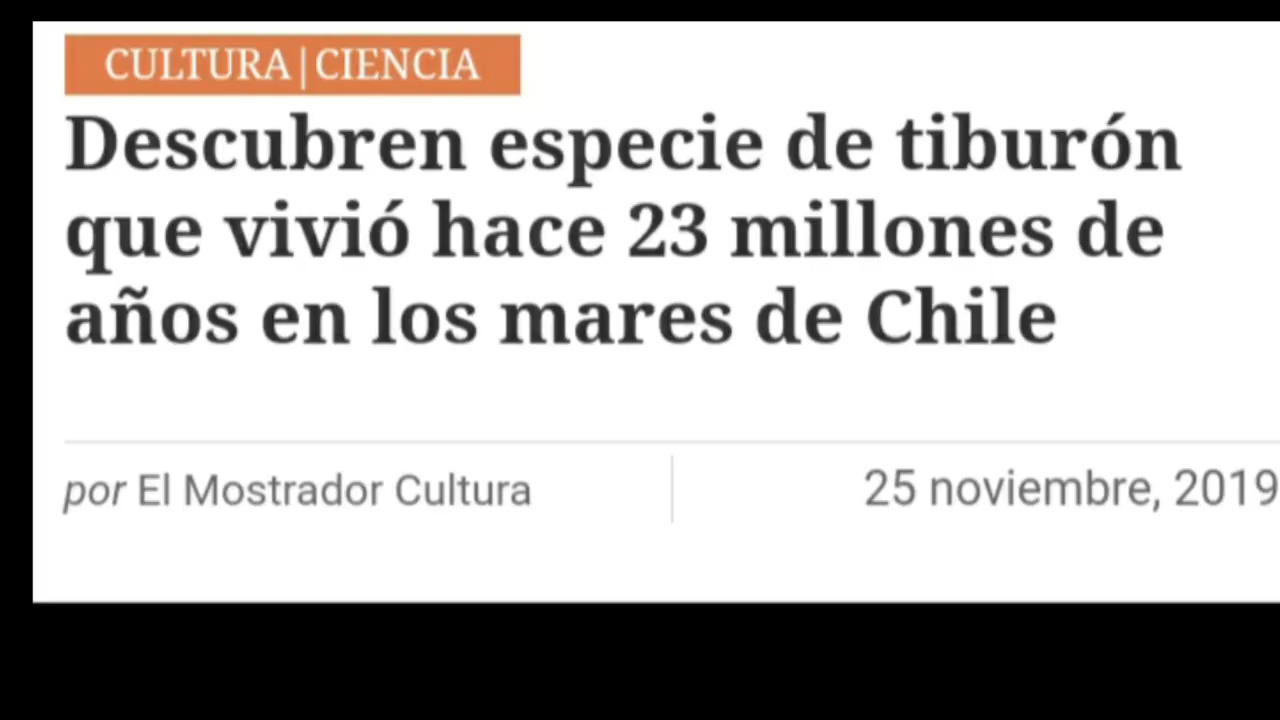 CULTURA|CIENCIA
Descubren especie de tiburón
que vivió hace 23 millones de
años en los mares de Chile
por El Mostrador Cultura
25 noviembre, 2019